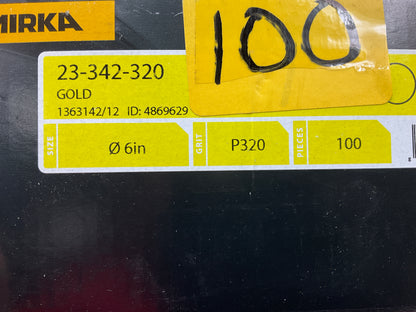 MIRKA
100
23-342-320
GOLD
1363142/12 ID: 4869629
SIZE Ø 6in GRIT P320 PIECES 100